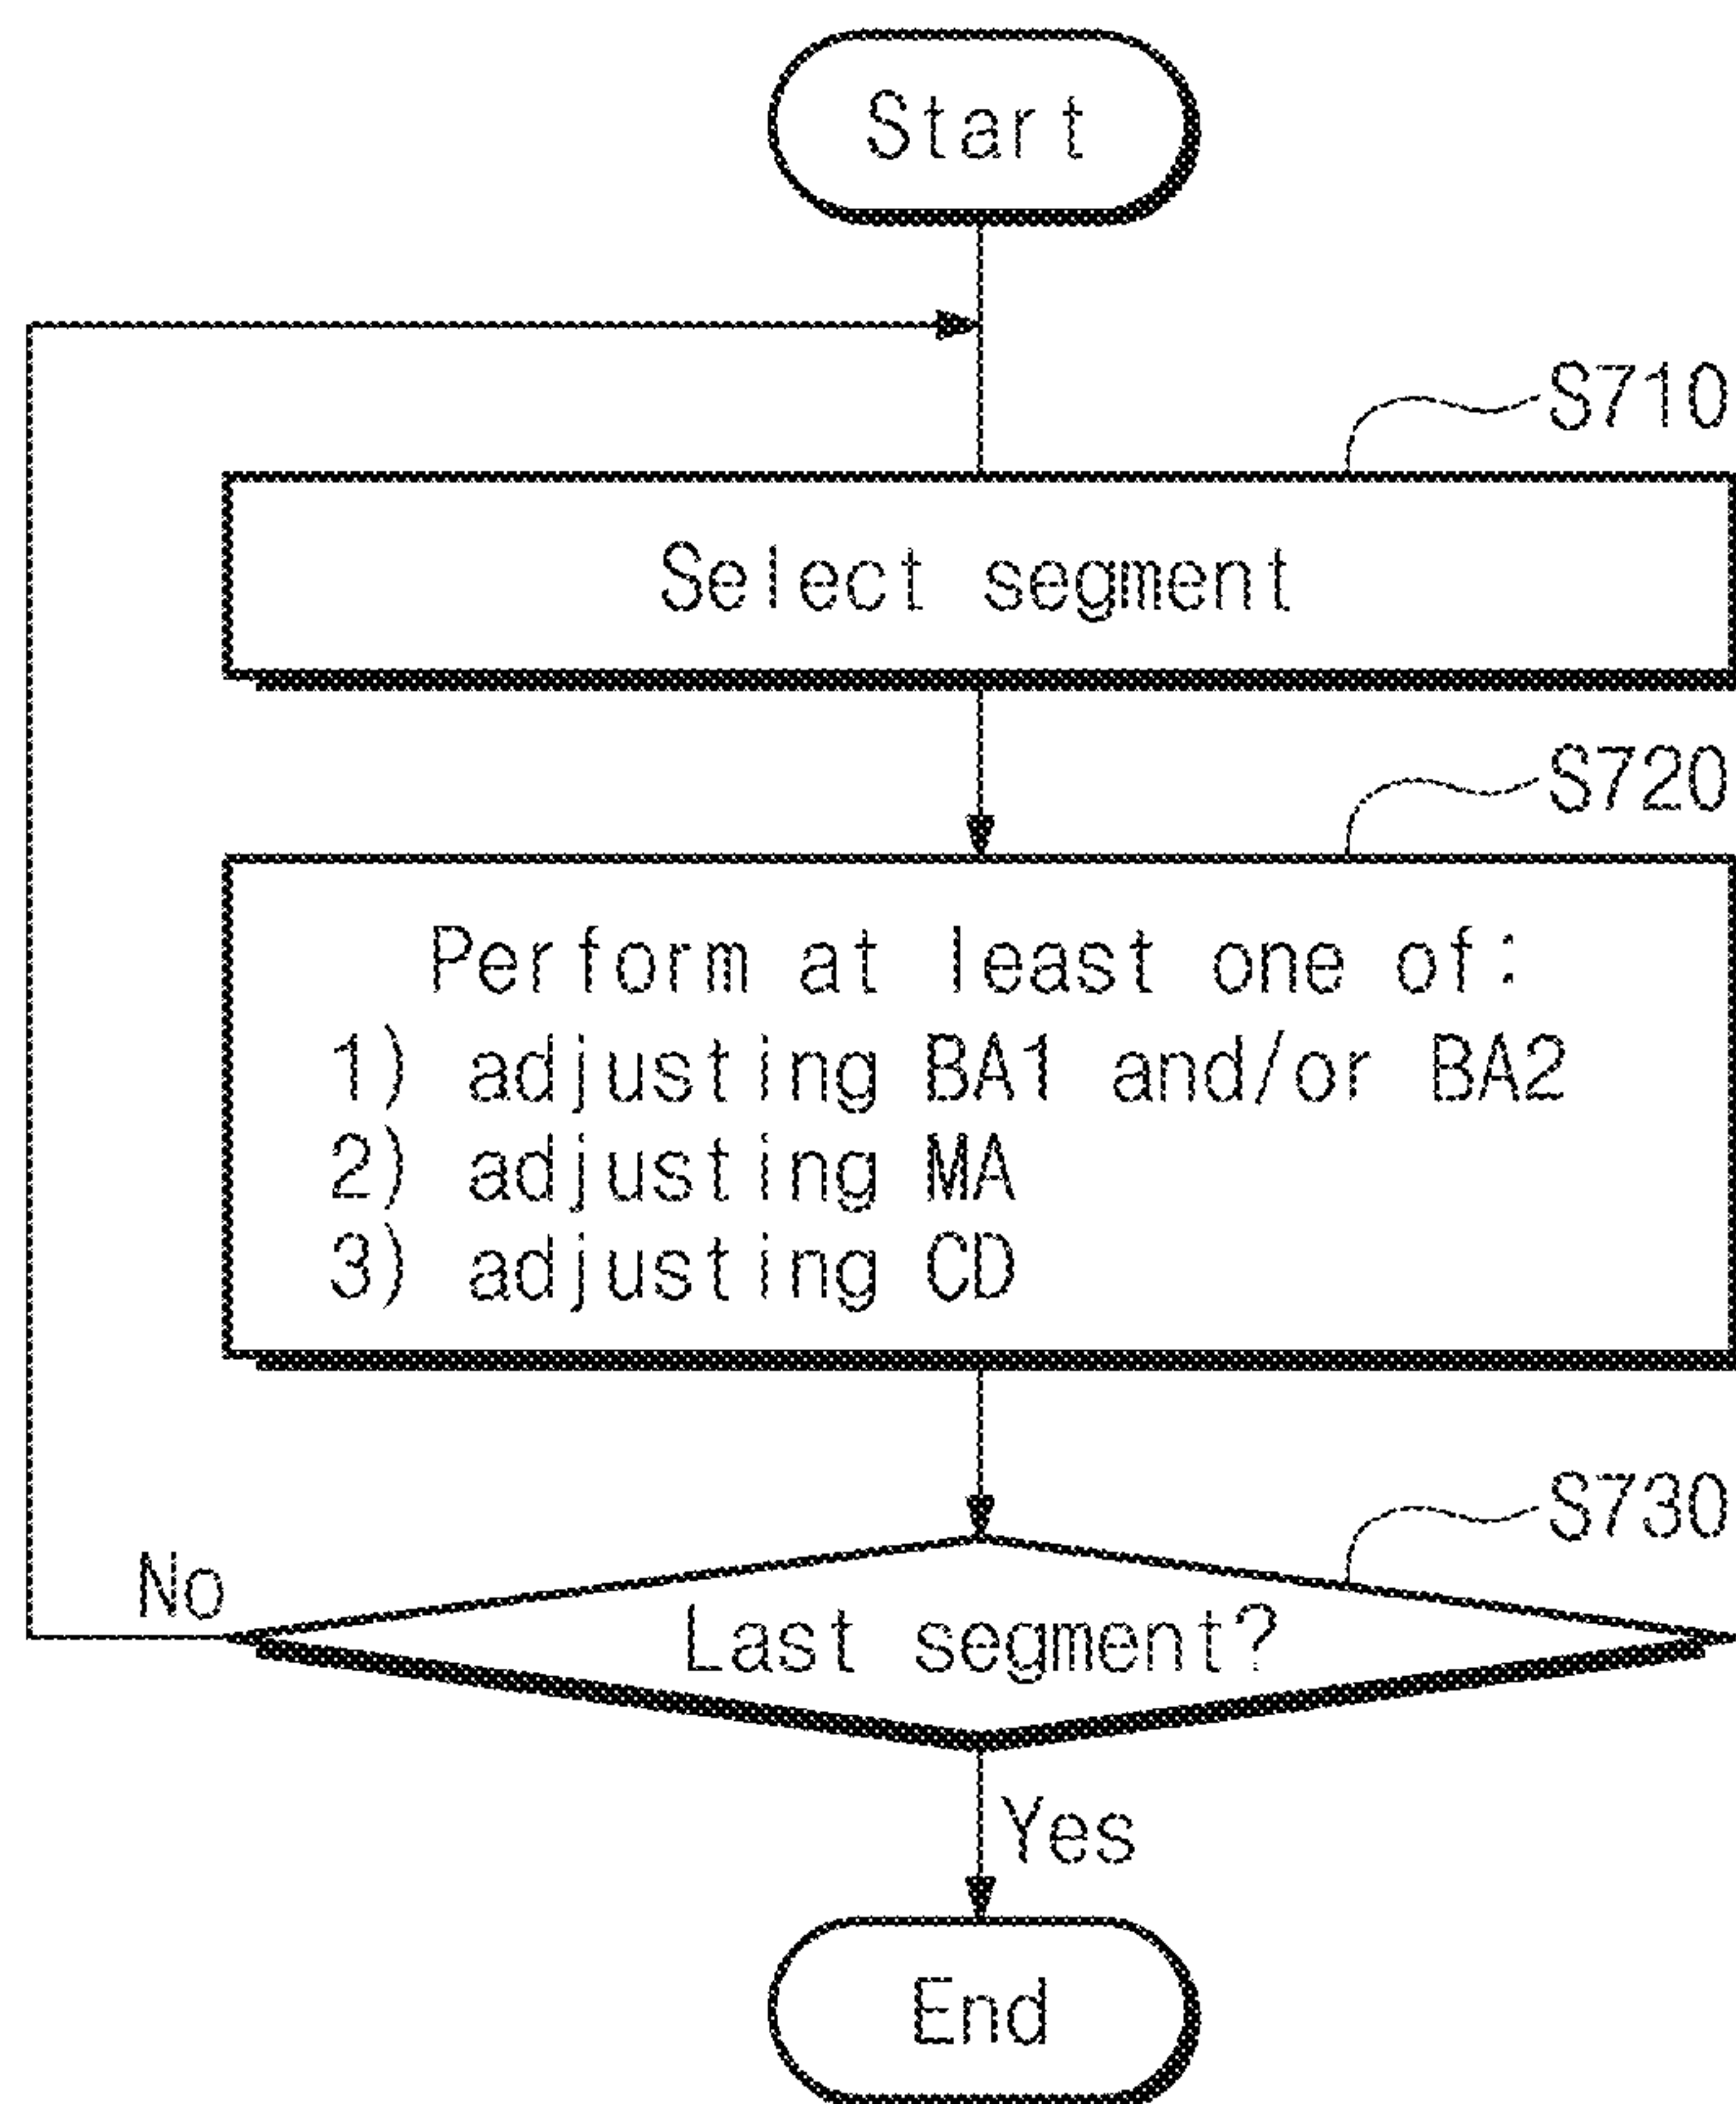 Start
S710
Select segment
S720
Perform at least one of:
1) adjusting BA1 and/or BA2
2) adjusting MA
3) adjusting CD
S730
No
Last segment?
Yes
End